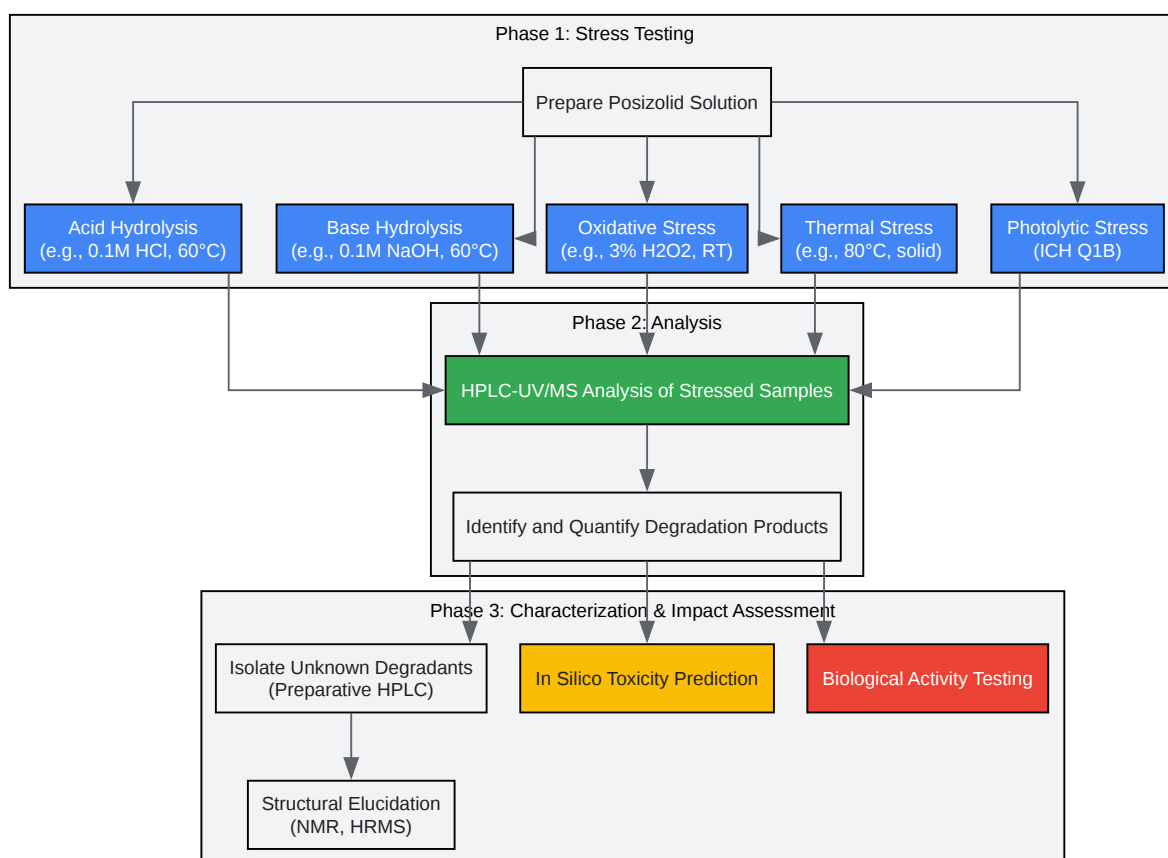 Phase 1: Stress Testing
Prepare Posizolid Solution
Acid Hydrolysis
(e.g., 0.1M HCl, 60°C)
Base Hydrolysis
(e.g., 0.1M NaOH, 60°C)
Oxidative Stress
(e.g., 3% H2O2, RT)
Thermal Stress
(e.g., 80°C, solid)
Photolytic Stress
(ICH Q1B)
Phase 2: Analysis
HPLC-UV/MS Analysis of Stressed Samples
Identify and Quantify Degradation Products
Phase 3: Characterization & Impact Assessment
Isolate Unknown Degradants
(Preparative HPLC)
In Silico Toxicity Prediction
Biological Activity Testing
Structural Elucidation
(NMR, HRMS)